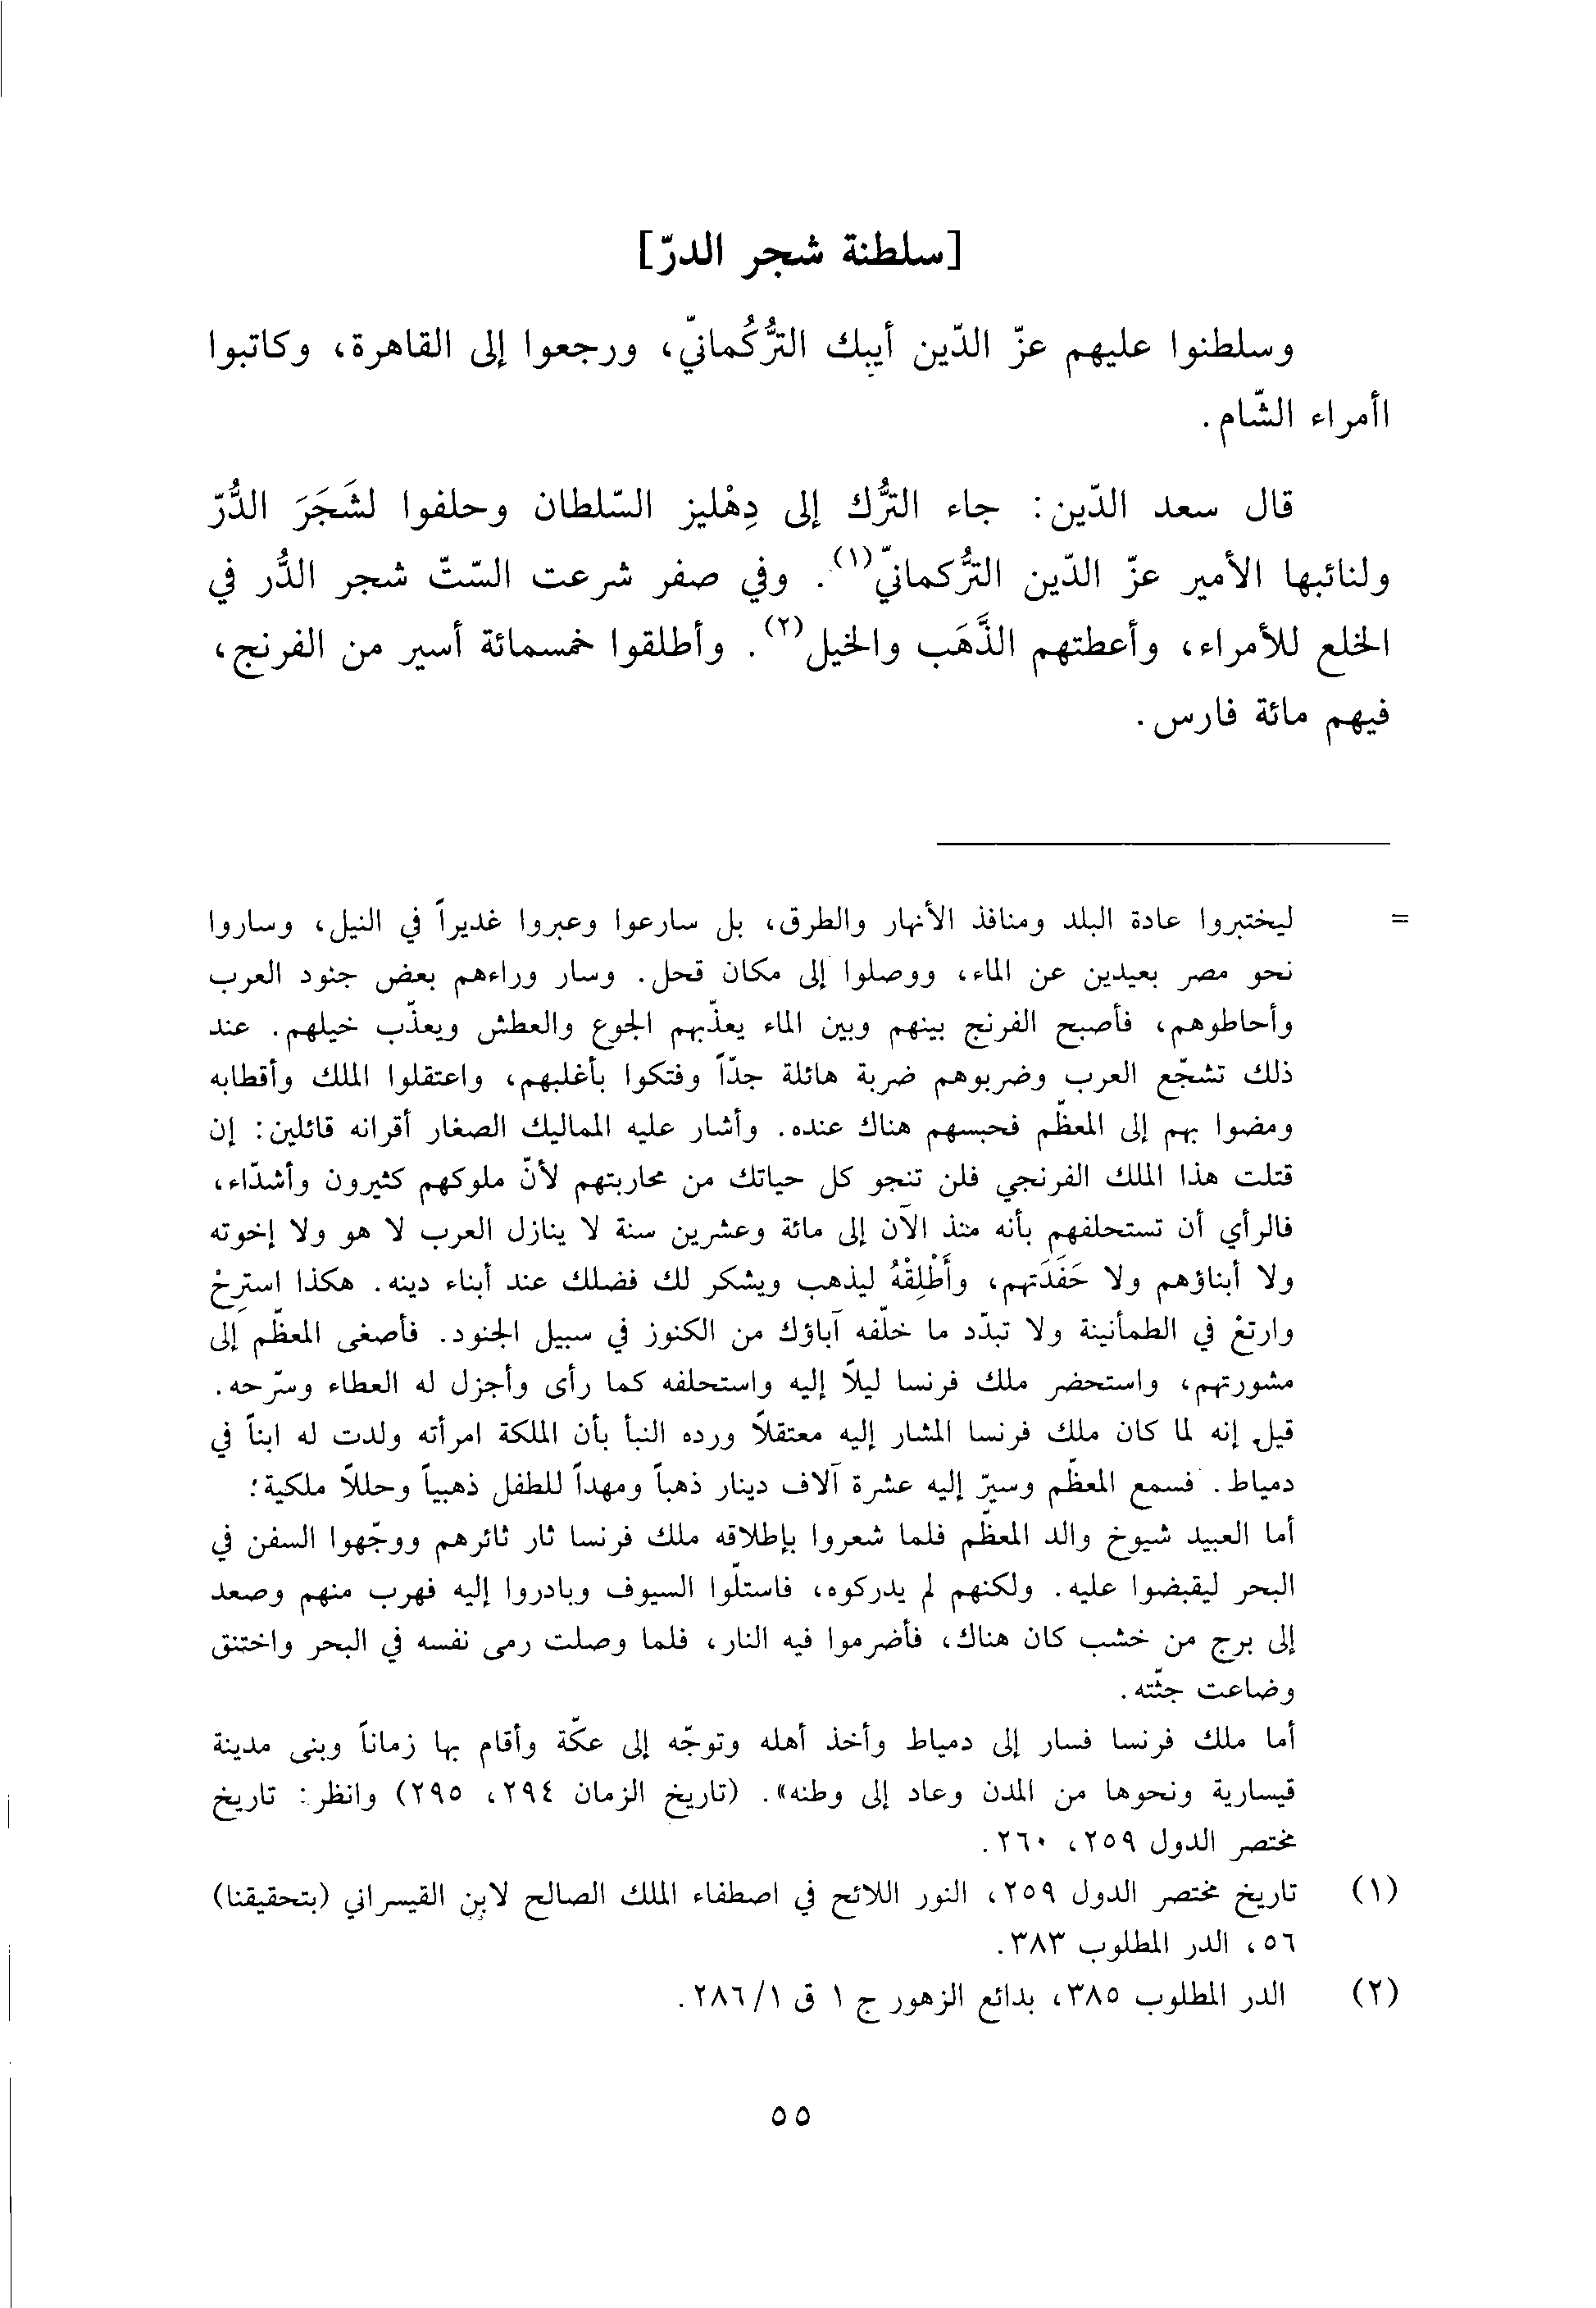 [سلطنة شجر الدرّ]
وسلطنوا عليهم عزّ الدّين أيبك التُّرْكُمانيّ، ورجعوا إلى القاهرة، وكاتبوا
اأمراء الشّام.
قال سعد الدّين: جاء التُّرك إلى دِهْليز السّلطان وحلفوا لشَجَرَ الدُّرّ
ولنائبها الأمير عزّ الدّين التُّركمانيّ(١). وفي صفر شرعت السّتّ شجر الدُّر في
الخلع للأمراء، وأعطتهم الذَّهَب والخيل(٢). وأطلقوا خمسمائة أسير من الفرنج،
فيهم مائة فارس.
= ليختبروا عادة البلد ومنافذ الأنهار والطرق، بل سارعوا وعبروا غديراً في النيل، وساروا
نحو مصر بعيدين عن الماء، ووصلوا إلى مكان قحل. وسار وراءهم بعض جنود العرب
وأحاطوهم، فأصبح الفرنج بينهم وبين الماء يعذّبهم الجوع والعطش ويعذّب خيلهم. عند
ذلك تشجّع العرب وضربوهم ضربة هائلة جدّاً وفتكوا بأغلبهم، واعتقلوا الملك وأقطابه
ومضوا بهم إلى المعظّم فحبسهم هناك عنده. وأشار عليه المماليك الصغار أقرانه قائلين: إن
قتلت هذا الملك الفرنجي فلن تنجو كل حياتك من محاربتهم لأنّ ملوكهم كثيرون وأشدّاء،
فالرأي أن تستحلفهم بأنه منذ الآن إلى مائة وعشرين سنة لا ينازل العرب لا هو ولا إخوته
ولا أبناؤهم ولا حَفَدَتهم، وأَطْلِقْهُ ليذهب ويشكر لك فضلك عند أبناء دينه. هكذا استرِحْ
وارتعْ في الطمأنينة ولا تبدّد ما خلّفه آباؤك من الكنوز في سبيل الجنود. فأصغى المعظّم إلى
مشورتهم، واستحضر ملك فرنسا ليلاً إليه واستحلفه كما رأى وأجزل له العطاء وسرّحه.
قيل إنه لما كان ملك فرنسا المشار إليه معتقلاً ورده النبأ بأن الملكة امرأته ولدت له ابناً في
دمياط. فسمع المعظّم وسيّر إليه عشرة آلاف دينار ذهباً ومهداً للطفل ذهبياً وحللاً ملكية؛
أما العبيد شيوخ والد المعظّم فلما شعروا بإطلاقه ملك فرنسا ثار ثائرهم ووجّهوا السفن في
البحر ليقبضوا عليه. ولكنهم لم يدركوه، فاستلّوا السيوف وبادروا إليه فهرب منهم وصعد
إلى برج من خشب كان هناك، فأضرموا فيه النار، فلما وصلت رمى نفسه في البحر واختنق
وضاعت جثّته.
أما ملك فرنسا فسار إلى دمياط وأخذ أهله وتوجّه إلى عكّة وأقام بها زماناً وبنى مدينة
قيسارية ونحوها من المدن وعاد إلى وطنه». (تاريخ الزمان ٢٩٤، ٢٩٥) وانظر: تاريخ
مختصر الدول ٢٥٩، ٢٦٠.
(١) تاريخ مختصر الدول ٢٥٩، النور اللائح في اصطفاء الملك الصالح لابن القيسراني (بتحقيقنا)
٥٦، الدر المطلوب ٣٨٣.
(٢) الدر المطلوب ٣٨٥، بدائع الزهور ج ١ ق ٢٨٦/١.
٥٥